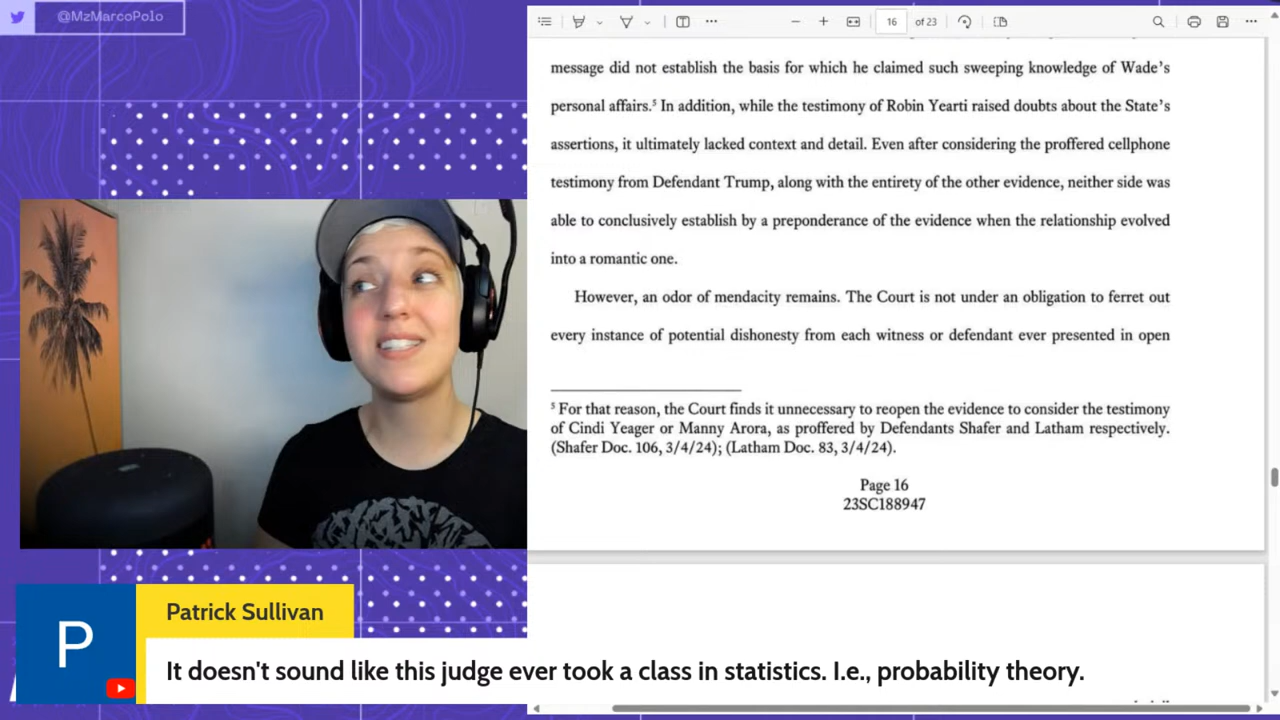 @MzMarcoPolo
16 of 23
message did not establish the basis for which he claimed such sweeping knowledge of Wade's
personal affairs.⁵ In addition, while the testimony of Robin Yearti raised doubts about the State's
assertions, it ultimately lacked context and detail. Even after considering the proffered cellphone
testimony from Defendant Trump, along with the entirety of the other evidence, neither side was
able to conclusively establish by a preponderance of the evidence when the relationship evolved
into a romantic one.
However, an odor of mendacity remains. The Court is not under an obligation to ferret out
every instance of potential dishonesty from each witness or defendant ever presented in open
⁵ For that reason, the Court finds it unnecessary to reopen the evidence to consider the testimony
of Cindi Yeager or Manny Arora, as proffered by Defendants Shafer and Latham respectively.
(Shafer Doc. 106, 3/4/24); (Latham Doc. 83, 3/4/24).
Page 16
23SC188947
P
Patrick Sullivan
It doesn't sound like this judge ever took a class in statistics. I.e., probability theory.